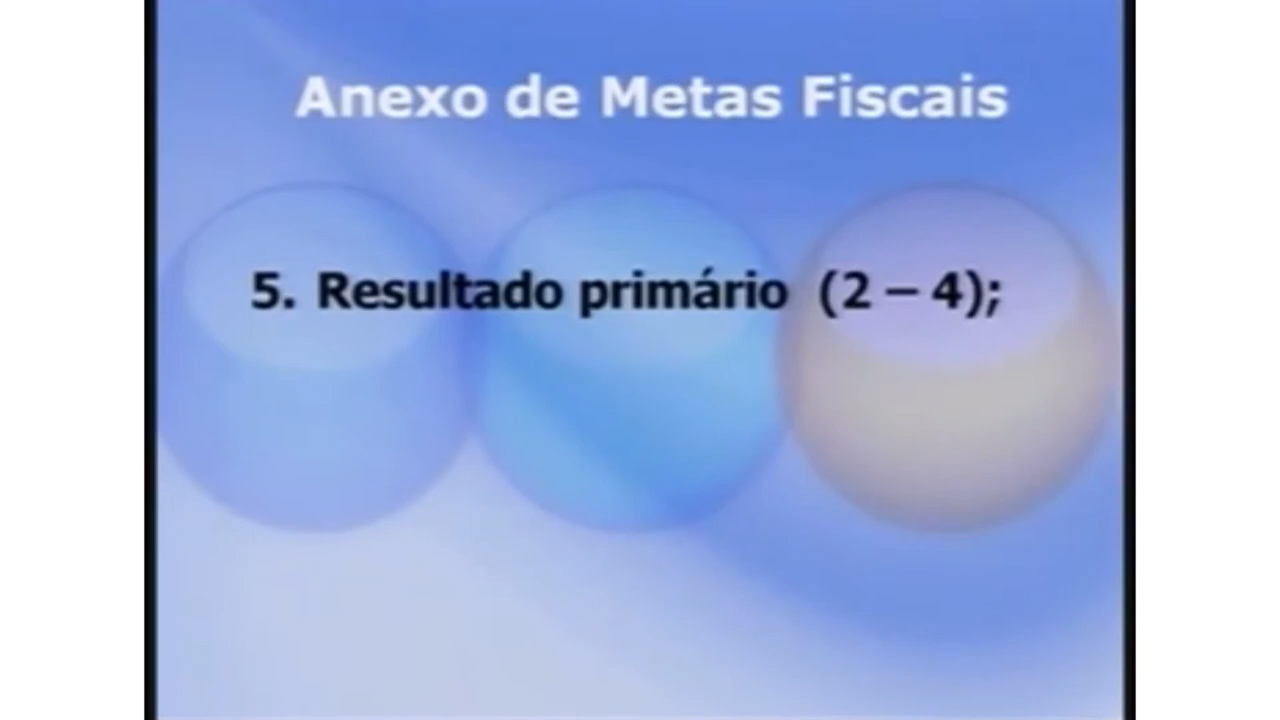 Anexo de Metas Fiscais
5. Resultado primário (2 – 4);